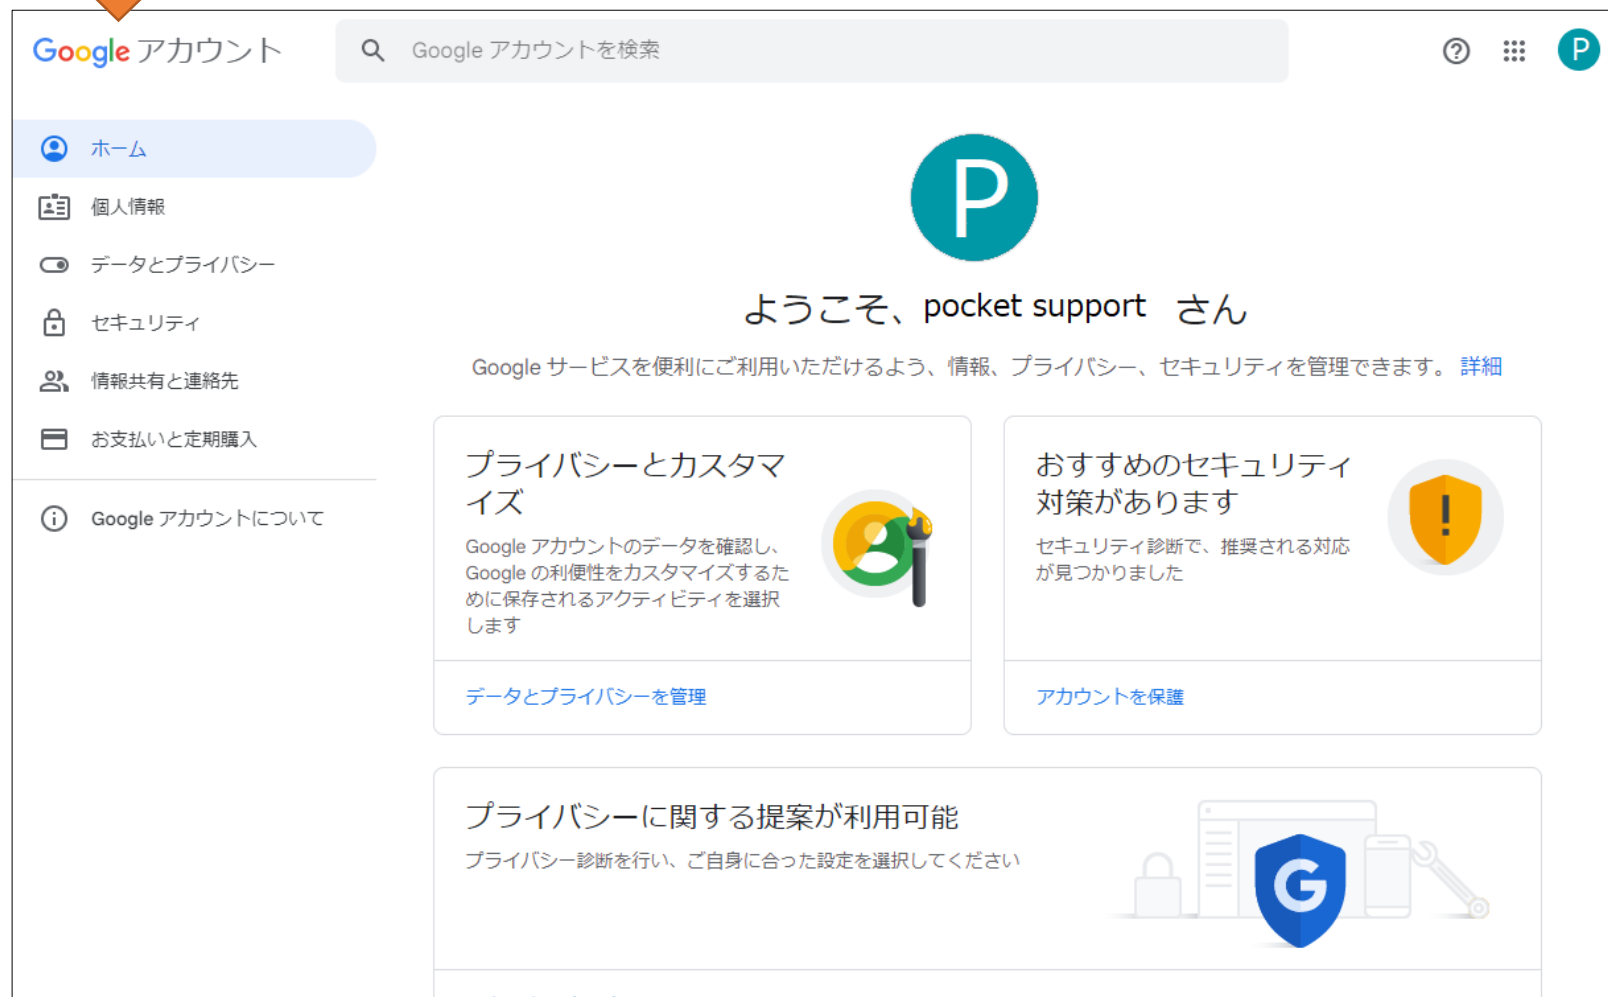 Google アカウント
Google アカウントを検索
P
ホーム
個人情報
データとプライバシー
セキュリティ
情報共有と連絡先
お支払いと定期購入
Google アカウントについて
P
ようこそ、pocket support さん
Google サービスを便利にご利用いただけるよう、情報、プライバシー、セキュリティを管理できます。 詳細
プライバシーとカスタマ
イズ
Google アカウントのデータを確認し、
Google の利便性をカスタマイズするた
めに保存されるアクティビティを選択
します
データとプライバシーを管理
おすすめのセキュリティ
対策があります
セキュリティ診断で、推奨される対応
が見つかりました
アカウントを保護
プライバシーに関する提案が利用可能
プライバシー診断を行い、ご自身に合った設定を選択してください
G